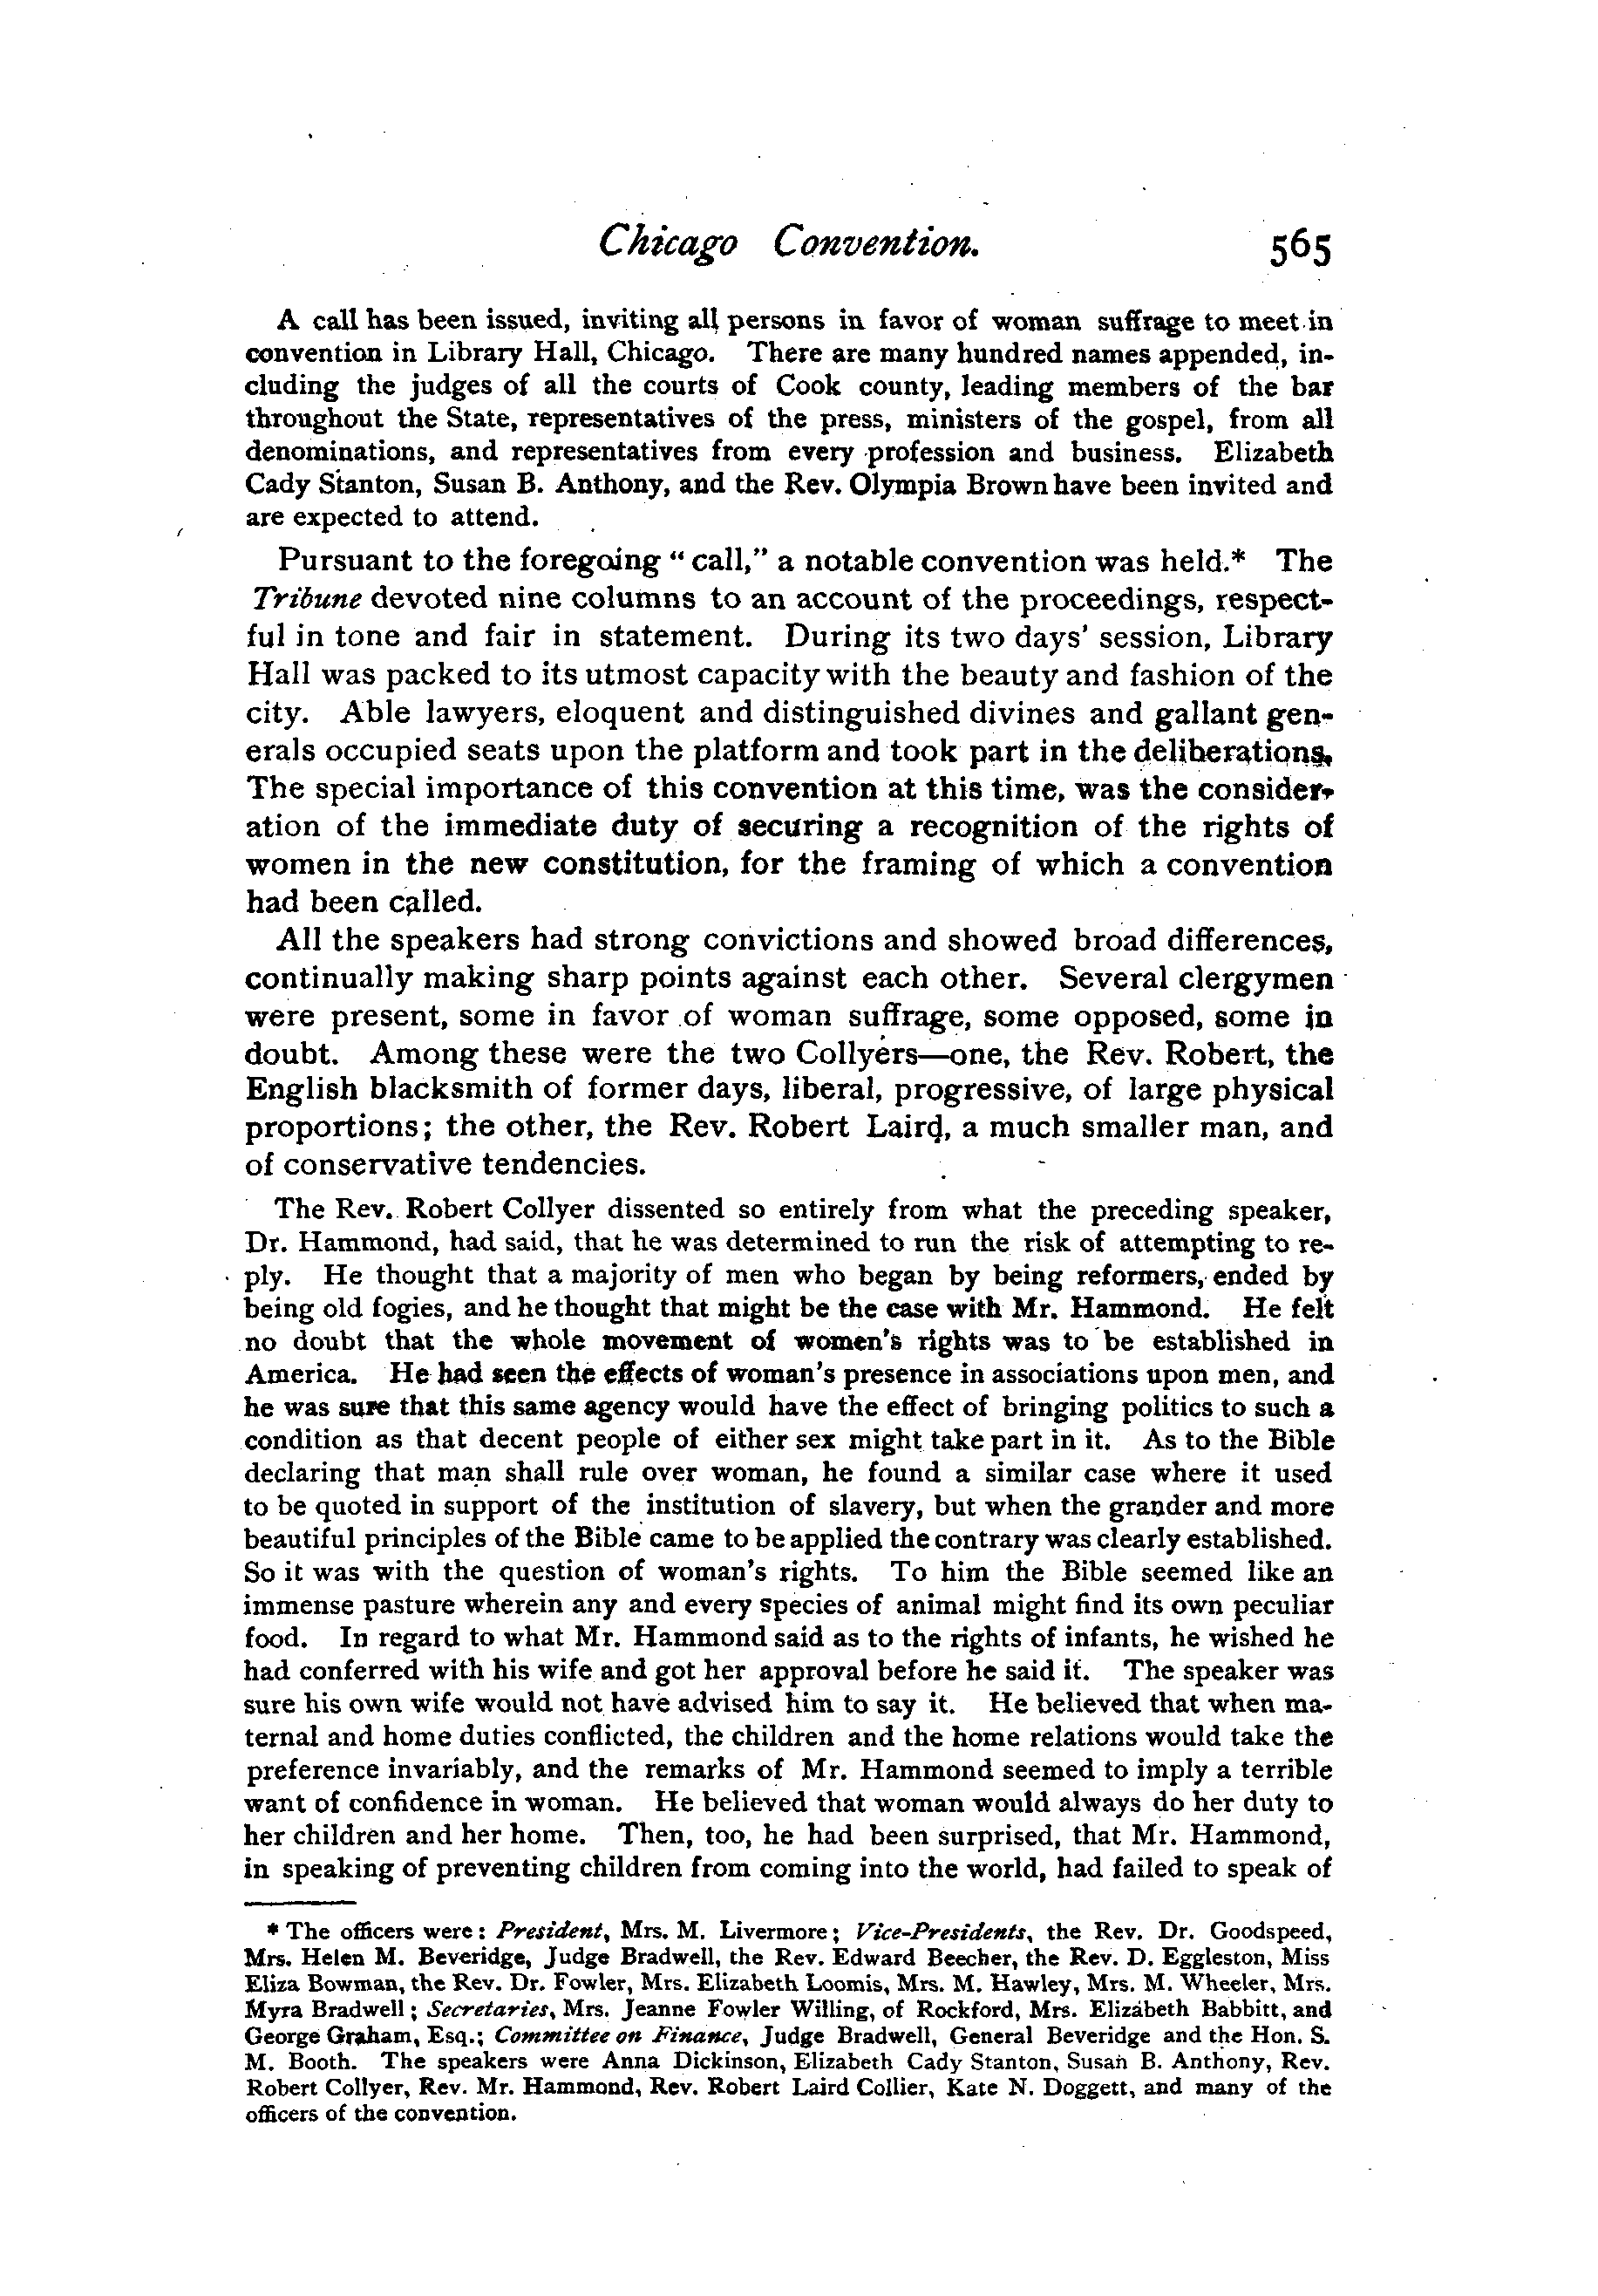 Chicago Convention. 565
A call has been issued, inviting all persons in favor of woman suffrage to meet in
convention in Library Hall, Chicago. There are many hundred names appended, in-
cluding the judges of all the courts of Cook county, leading members of the bar
throughout the State, representatives of the press, ministers of the gospel, from all
denominations, and representatives from every profession and business. Elizabeth
Cady Stanton, Susan B. Anthony, and the Rev. Olympia Brown have been invited and
are expected to attend.
Pursuant to the foregoing “ call,” a notable convention was held.* The
Tribune devoted nine columns to an account of the proceedings, respect-
ful in tone and fair in statement. During its two days' session, Library
Hall was packed to its utmost capacity with the beauty and fashion of the
city. Able lawyers, eloquent and distinguished divines and gallant gen-
erals occupied seats upon the platform and took part in the deliberations.
The special importance of this convention at this time, was the consider-
ation of the immediate duty of securing a recognition of the rights of
women in the new constitution, for the framing of which a convention
had been called.
All the speakers had strong convictions and showed broad differences,
continually making sharp points against each other. Several clergymen
were present, some in favor of woman suffrage, some opposed, some in
doubt. Among these were the two Collyers—one, the Rev. Robert, the
English blacksmith of former days, liberal, progressive, of large physical
proportions; the other, the Rev. Robert Laird, a much smaller man, and
of conservative tendencies.
The Rev. Robert Collyer dissented so entirely from what the preceding speaker,
Dr. Hammond, had said, that he was determined to run the risk of attempting to re-
ply. He thought that a majority of men who began by being reformers, ended by
being old fogies, and he thought that might be the case with Mr. Hammond. He felt
no doubt that the whole movement of women's rights was to be established in
America. He had seen the effects of woman's presence in associations upon men, and
he was sure that this same agency would have the effect of bringing politics to such a
condition as that decent people of either sex might take part in it. As to the Bible
declaring that man shall rule over woman, he found a similar case where it used
to be quoted in support of the institution of slavery, but when the grander and more
beautiful principles of the Bible came to be applied the contrary was clearly established.
So it was with the question of woman's rights. To him the Bible seemed like an
immense pasture wherein any and every species of animal might find its own peculiar
food. In regard to what Mr. Hammond said as to the rights of infants, he wished he
had conferred with his wife and got her approval before he said it. The speaker was
sure his own wife would not have advised him to say it. He believed that when ma-
ternal and home duties conflicted, the children and the home relations would take the
preference invariably, and the remarks of Mr. Hammond seemed to imply a terrible
want of confidence in woman. He believed that woman would always do her duty to
her children and her home. Then, too, he had been surprised, that Mr. Hammond,
in speaking of preventing children from coming into the world, had failed to speak of
* The officers were: President, Mrs. M. Livermore; Vice-Presidents, the Rev. Dr. Goodspeed,
Mrs. Helen M. Beveridge, Judge Bradwell, the Rev. Edward Beecher, the Rev. D. Eggleston, Miss
Eliza Bowman, the Rev. Dr. Fowler, Mrs. Elizabeth Loomis, Mrs. M. Hawley, Mrs. M. Wheeler, Mrs.
Myra Bradwell; Secretaries, Mrs. Jeanne Fowler Willing, of Rockford, Mrs. Elizabeth Babbitt, and
George Graham, Esq.; Committee on Finance, Judge Bradwell, General Beveridge and the Hon. S.
M. Booth. The speakers were Anna Dickinson, Elizabeth Cady Stanton, Susan B. Anthony, Rev.
Robert Collyer, Rev. Mr. Hammond, Rev. Robert Laird Collier, Kate N. Doggett, and many of the
officers of the convention.